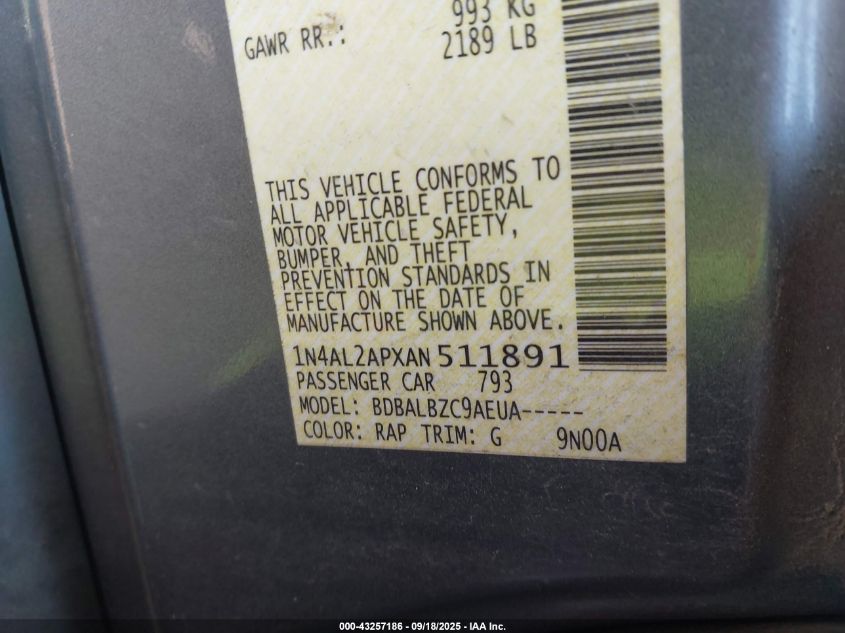 993 KG
GAWR RR.: 2189 LB
THIS VEHICLE CONFORMS TO
ALL APPLICABLE FEDERAL
MOTOR VEHICLE SAFETY,
BUMPER, AND THEFT
PREVENTION STANDARDS IN
EFFECT ON THE DATE OF
MANUFACTURE SHOWN ABOVE.
1N4AL2APXAN511891
PASSENGER CAR 793
MODEL: BDBALBZC9AEUA-----
COLOR: RAP TRIM: G 9N00A
000-43257186 - 09/18/2025 - IAA Inc.